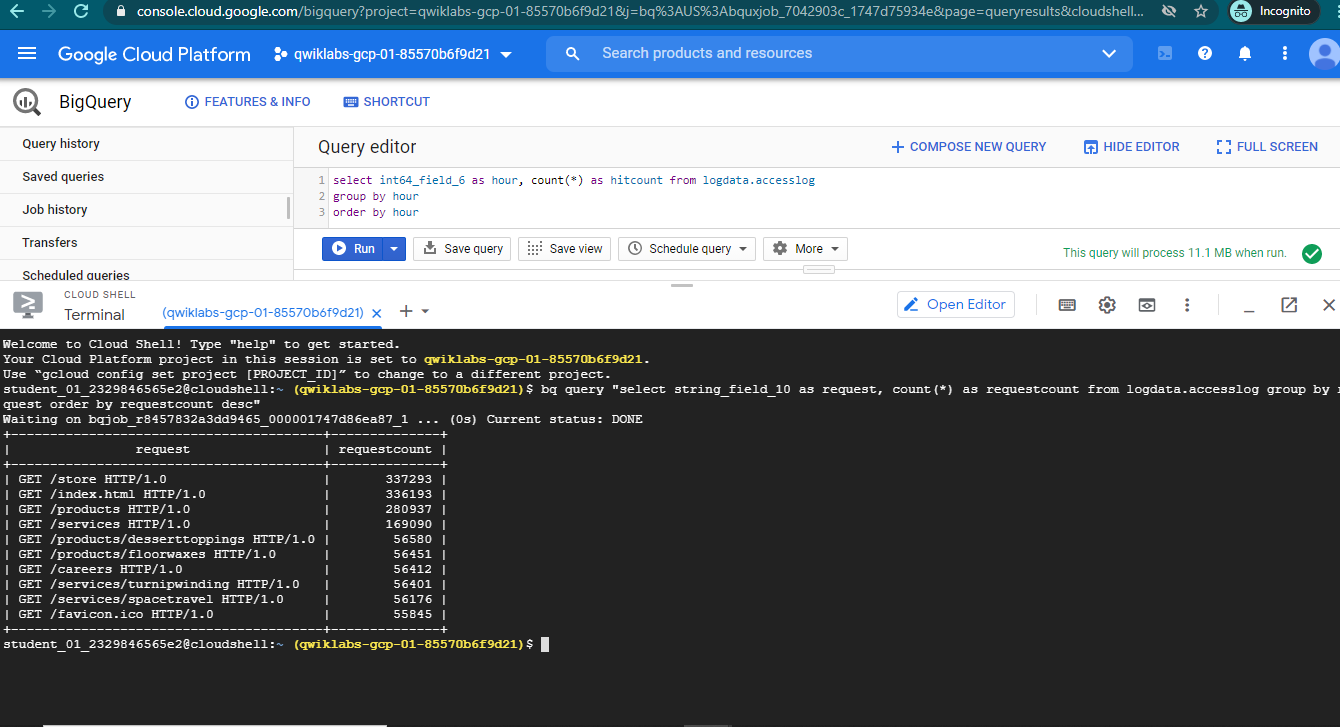 console.cloud.google.com/bigquery?project=qwiklabs-gcp-01-85570b6f9d21&j=bq%3AUS%3Abquxjob_7042903c_1747d75934e&page=queryresults&cloudshell... Incognito
Google Cloud Platform qwiklabs-gcp-01-85570b6f9d21 Search products and resources
BigQuery FEATURES & INFO SHORTCUT
Query history
Saved queries
Job history
Transfers
Scheduled queries
Query editor COMPOSE NEW QUERY HIDE EDITOR FULL SCREEN
1 select int64_field_6 as hour, count(*) as hitcount from logdata.accesslog
2 group by hour
3 order by hour
Run Save query Save view Schedule query More This query will process 11.1 MB when run.
CLOUD SHELL
Terminal (qwiklabs-gcp-01-85570b6f9d21) Open Editor
Welcome to Cloud Shell! Type "help" to get started.
Your Cloud Platform project in this session is set to qwiklabs-gcp-01-85570b6f9d21.
Use “gcloud config set project [PROJECT_ID]” to change to a different project.
student_01_2329846565e2@cloudshell:~ (qwiklabs-gcp-01-85570b6f9d21)$ bq query "select string_field_10 as request, count(*) as requestcount from logdata.accesslog group by
quest order by requestcount desc"
Waiting on bqjob_r8457832a3dd9465_000001747d86ea87_1 ... (0s) Current status: DONE
+----------------------------------------+--------------+
| request | requestcount |
+----------------------------------------+--------------+
| GET /store HTTP/1.0 | 337293 |
| GET /index.html HTTP/1.0 | 336193 |
| GET /products HTTP/1.0 | 280937 |
| GET /services HTTP/1.0 | 169090 |
| GET /products/desserttoppings HTTP/1.0 | 56580 |
| GET /products/floorwaxes HTTP/1.0 | 56451 |
| GET /careers HTTP/1.0 | 56412 |
| GET /services/turnipwinding HTTP/1.0 | 56401 |
| GET /services/spacetravel HTTP/1.0 | 56176 |
| GET /favicon.ico HTTP/1.0 | 55845 |
+----------------------------------------+--------------+
student_01_2329846565e2@cloudshell:~ (qwiklabs-gcp-01-85570b6f9d21)$